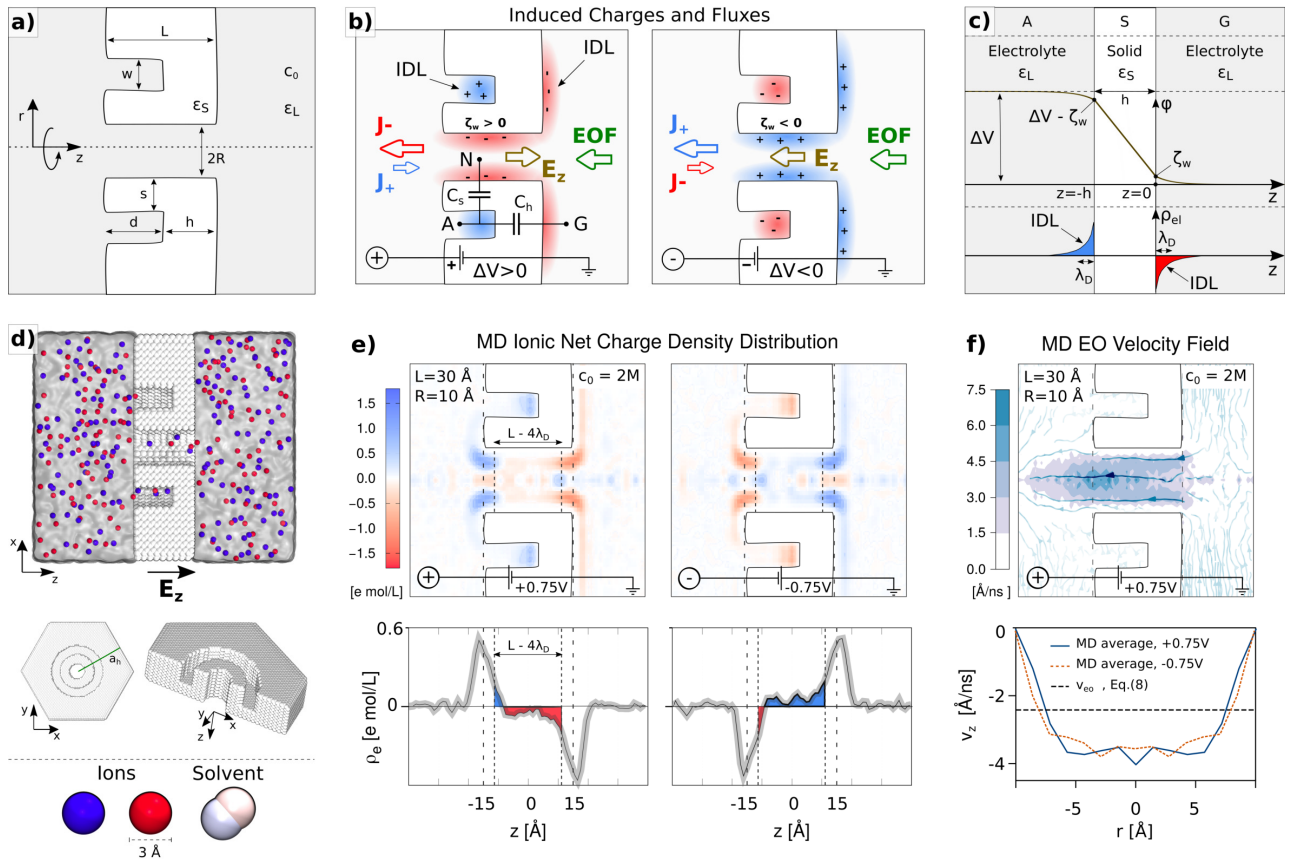 a)
L
w
c₀
ε_S
ε_L
r
z
2R
s
d
h
b)
Induced Charges and Fluxes
IDL
IDL
ζ_w > 0
J-
J₊
N
E_z
EOF
C_s
C_h
A
G
+
+
ΔV>0
ζ_w < 0
J₊
J-
E_z
EOF
-
-
ΔV<0
c)
A
S
G
Electrolyte
Solid
Electrolyte
ε_L
ε_S
ε_L
h
φ
ΔV - ζ_w
ΔV
ζ_w
z=-h
z=0
z
ρ_el
IDL
λ_D
λ_D
IDL
z
d)
x
z
E_z
a_h
y
x
y
x
z
Ions
Solvent
3 Å
e)
MD Ionic Net Charge Density Distribution
L=30 Å
R=10 Å
c₀ = 2M
L - 4λ_D
1.5
1.0
0.5
0.0
−0.5
−1.0
−1.5
[e mol/L]
+
+0.75V
-
-0.75V
0.6
0
ρ_e [e mol/L]
L - 4λ_D
-15
0
15
z [Å]
-15
0
15
z [Å]
f)
MD EO Velocity Field
L=30 Å
R=10 Å
c₀ = 2M
7.5
6.0
4.5
3.0
1.5
0.0
[Å/ns]
+
+0.75V
MD average, +0.75V
MD average, -0.75V
v_eo , Eq.(8)
0
-2
-4
v_z [Å/ns]
-5
0
5
r [Å]